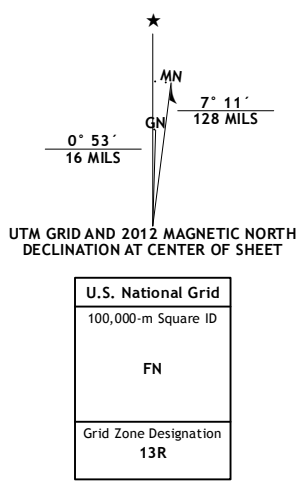 ★
MN
7° 11´
128 MILS
GN
0° 53´
16 MILS
UTM GRID AND 2012 MAGNETIC NORTH
DECLINATION AT CENTER OF SHEET
U.S. National Grid
100,000-m Square ID
FN
Grid Zone Designation
13R